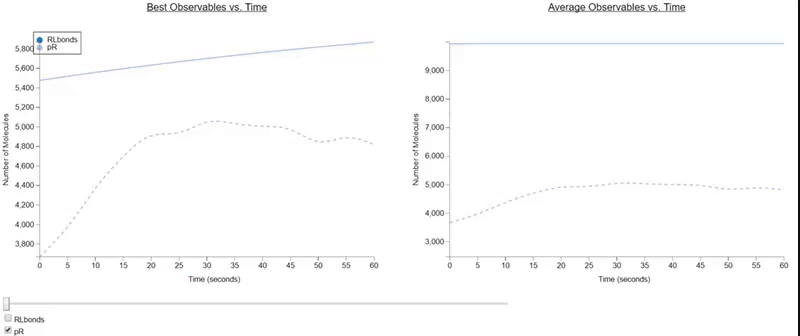 Best Observables vs. Time
RLbonds
pR
5,800
5,600
5,400
5,200
5,000
4,800
4,600
4,400
4,200
4,000
3,800
Number of Molecules
0 5 10 15 20 25 30 35 40 45 50 55 60
Time (seconds)
Average Observables vs. Time
9,000
8,000
7,000
6,000
5,000
4,000
3,000
Number of Molecules
0 5 10 15 20 25 30 35 40 45 50 55 60
Time (seconds)
RLbonds
pR